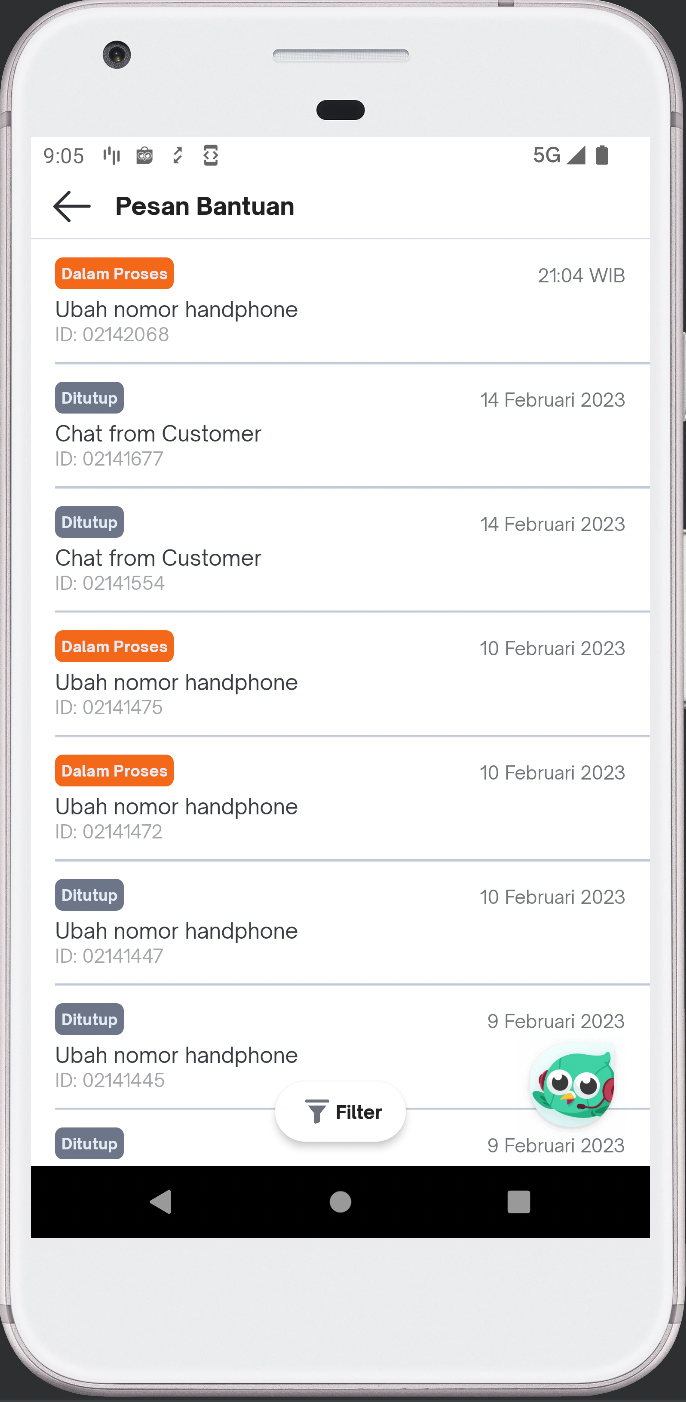 9:05
5G
Pesan Bantuan
Dalam Proses
21:04 WIB
Ubah nomor handphone
ID: 02142068
Ditutup
14 Februari 2023
Chat from Customer
ID: 02141677
Ditutup
14 Februari 2023
Chat from Customer
ID: 02141554
Dalam Proses
10 Februari 2023
Ubah nomor handphone
ID: 02141475
Dalam Proses
10 Februari 2023
Ubah nomor handphone
ID: 02141472
Ditutup
10 Februari 2023
Ubah nomor handphone
ID: 02141447
Ditutup
9 Februari 2023
Ubah nomor handphone
ID: 02141445
Filter
Ditutup
9 Februari 2023